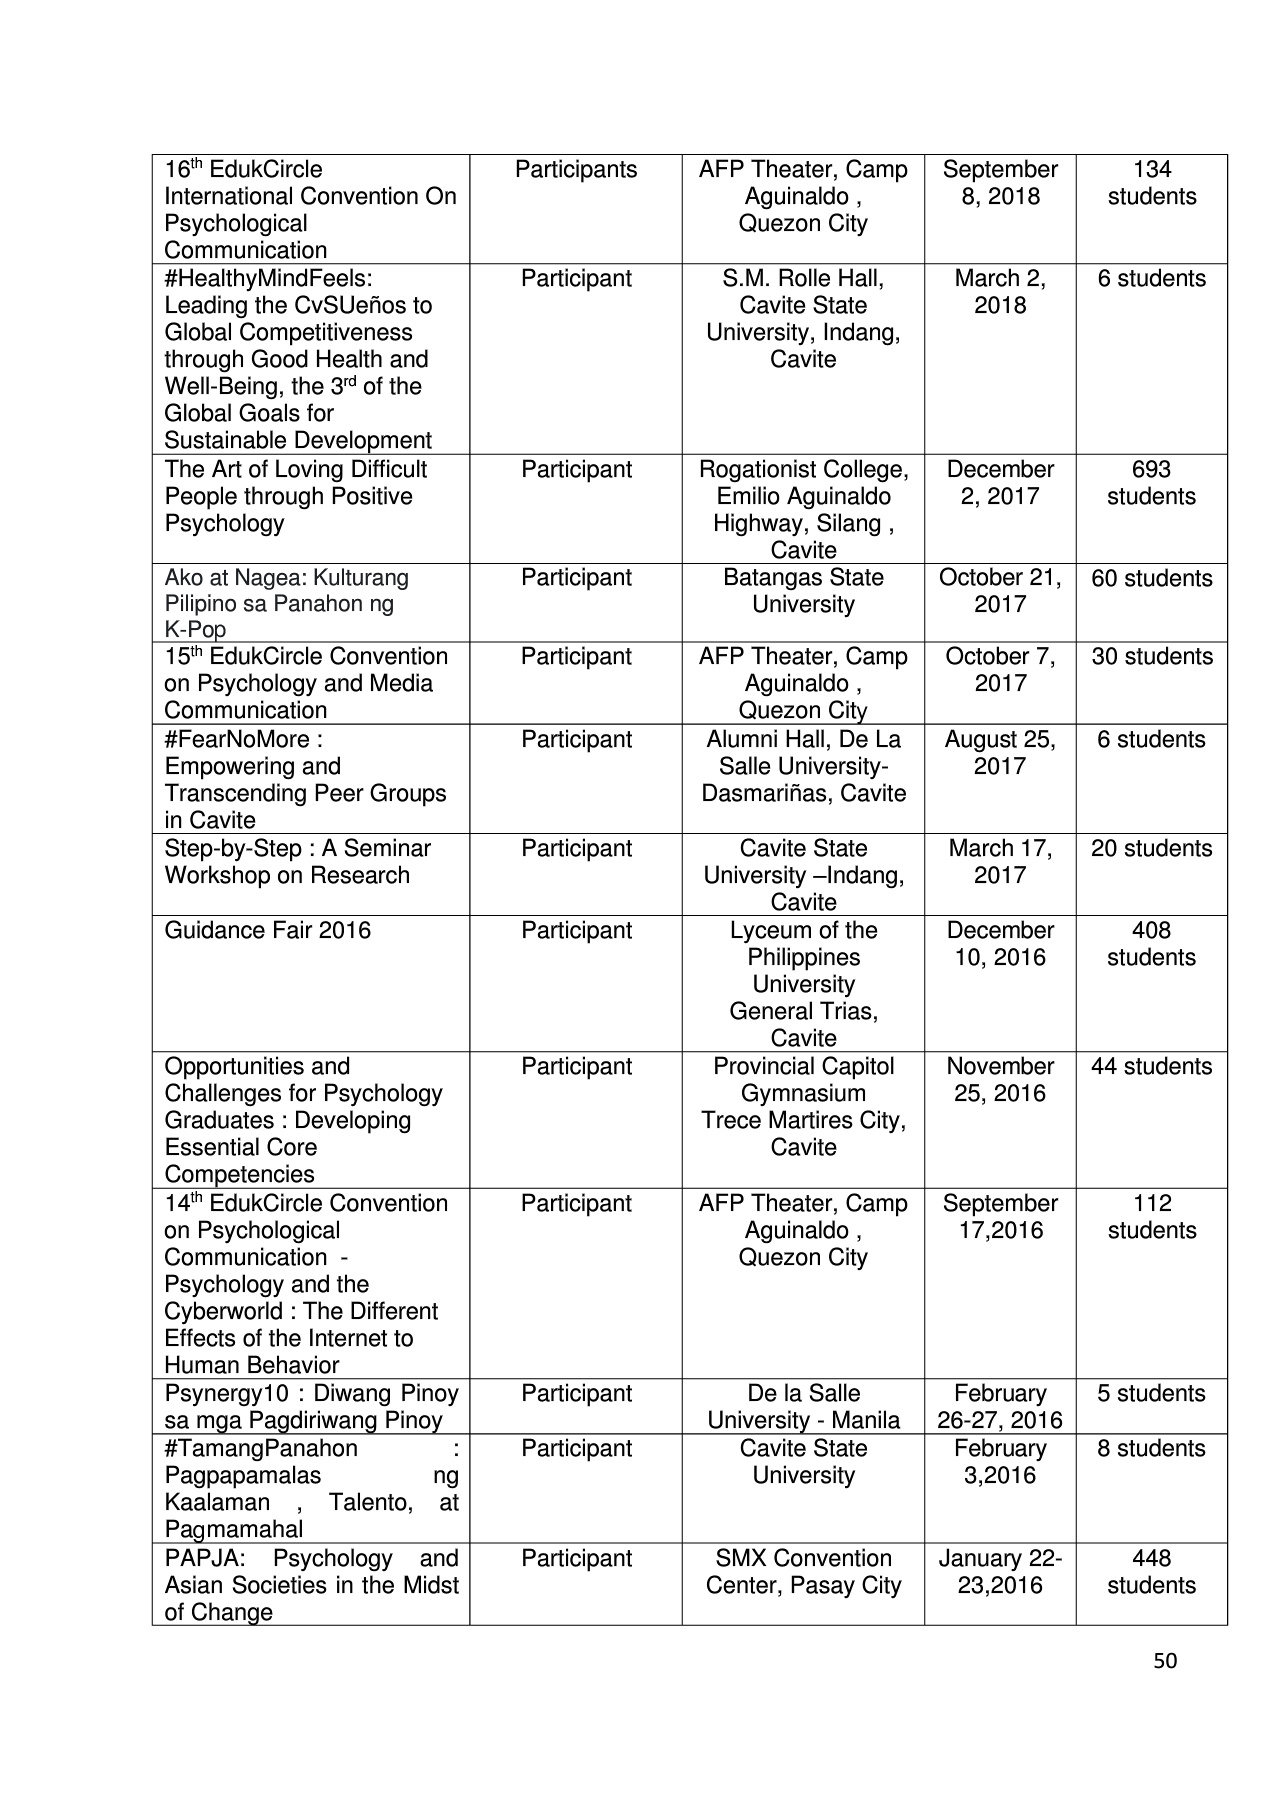 16th EdukCircle
International Convention On
Psychological
Communication
Participants
AFP Theater, Camp
Aguinaldo ,
Quezon City
September
8, 2018
134
students
#HealthyMindFeels:
Leading the CvSUeños to
Global Competitiveness
through Good Health and
Well-Being, the 3rd of the
Global Goals for
Sustainable Development
Participant
S.M. Rolle Hall,
Cavite State
University, Indang,
Cavite
March 2,
2018
6 students
The Art of Loving Difficult
People through Positive
Psychology
Participant
Rogationist College,
Emilio Aguinaldo
Highway, Silang ,
Cavite
December
2, 2017
693
students
Ako at Nagea: Kulturang
Pilipino sa Panahon ng
K-Pop
Participant
Batangas State
University
October 21,
2017
60 students
15th EdukCircle Convention
on Psychology and Media
Communication
Participant
AFP Theater, Camp
Aguinaldo ,
Quezon City
October 7,
2017
30 students
#FearNoMore :
Empowering and
Transcending Peer Groups
in Cavite
Participant
Alumni Hall, De La
Salle University-
Dasmariñas, Cavite
August 25,
2017
6 students
Step-by-Step : A Seminar
Workshop on Research
Participant
Cavite State
University –Indang,
Cavite
March 17,
2017
20 students
Guidance Fair 2016
Participant
Lyceum of the
Philippines
University
General Trias,
Cavite
December
10, 2016
408
students
Opportunities and
Challenges for Psychology
Graduates : Developing
Essential Core
Competencies
Participant
Provincial Capitol
Gymnasium
Trece Martires City,
Cavite
November
25, 2016
44 students
14th EdukCircle Convention
on Psychological
Communication -
Psychology and the
Cyberworld : The Different
Effects of the Internet to
Human Behavior
Participant
AFP Theater, Camp
Aguinaldo ,
Quezon City
September
17,2016
112
students
Psynergy10 : Diwang Pinoy
sa mga Pagdiriwang Pinoy
Participant
De la Salle
University - Manila
February
26-27, 2016
5 students
#TamangPanahon :
Pagpapamalas ng
Kaalaman , Talento, at
Pagmamahal
Participant
Cavite State
University
February
3,2016
8 students
PAPJA: Psychology and
Asian Societies in the Midst
of Change
Participant
SMX Convention
Center, Pasay City
January 22-
23,2016
448
students
50